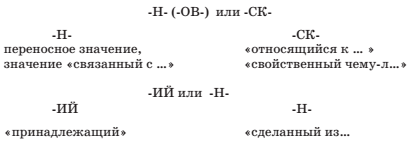 -Н- (-ОВ-) или -СК-
-Н- -СК-
переносное значение, «относящийся к ... »
значение «связанный с ...» «свойственный чему-л...»
-ИЙ или -Н-
-ИЙ -Н-
«принадлежащий» «сделанный из...